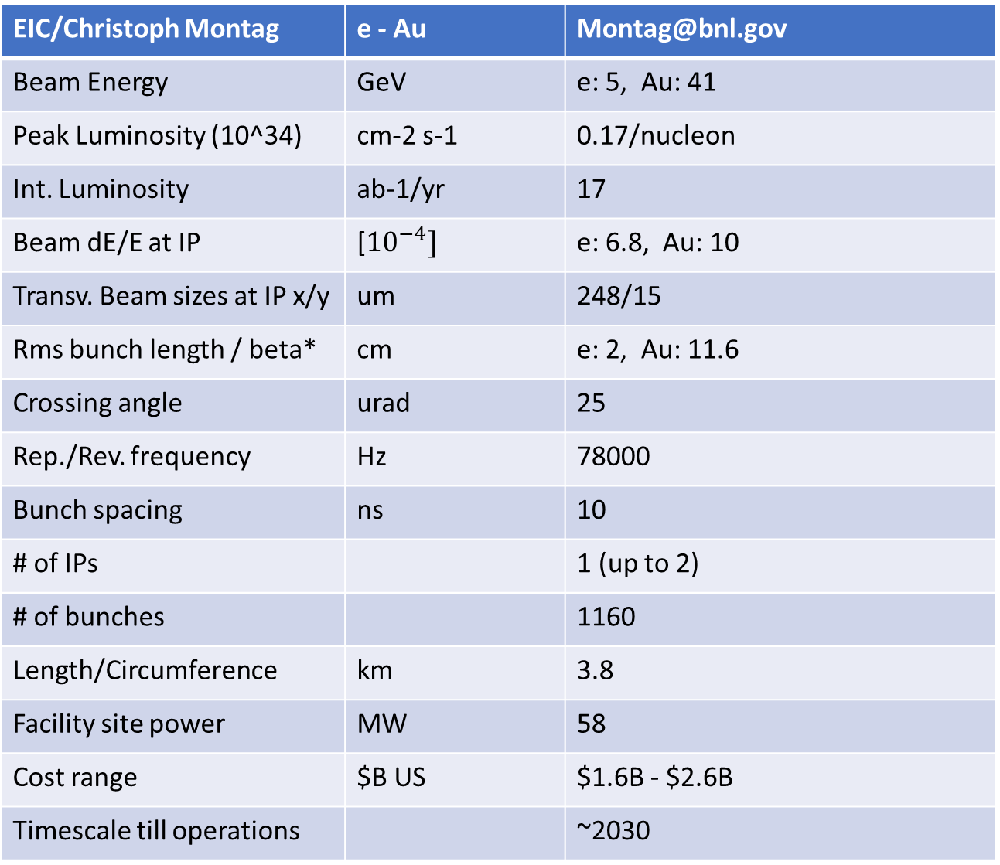 EIC/Christoph Montag e - Au Montag@bnl.gov
Beam Energy GeV e: 5, Au: 41
Peak Luminosity (10^34) cm-2 s-1 0.17/nucleon
Int. Luminosity ab-1/yr 17
Beam dE/E at IP [10⁻⁴] e: 6.8, Au: 10
Transv. Beam sizes at IP x/y um 248/15
Rms bunch length / beta* cm e: 2, Au: 11.6
Crossing angle urad 25
Rep./Rev. frequency Hz 78000
Bunch spacing ns 10
# of IPs 1 (up to 2)
# of bunches 1160
Length/Circumference km 3.8
Facility site power MW 58
Cost range $B US $1.6B - $2.6B
Timescale till operations ~2030